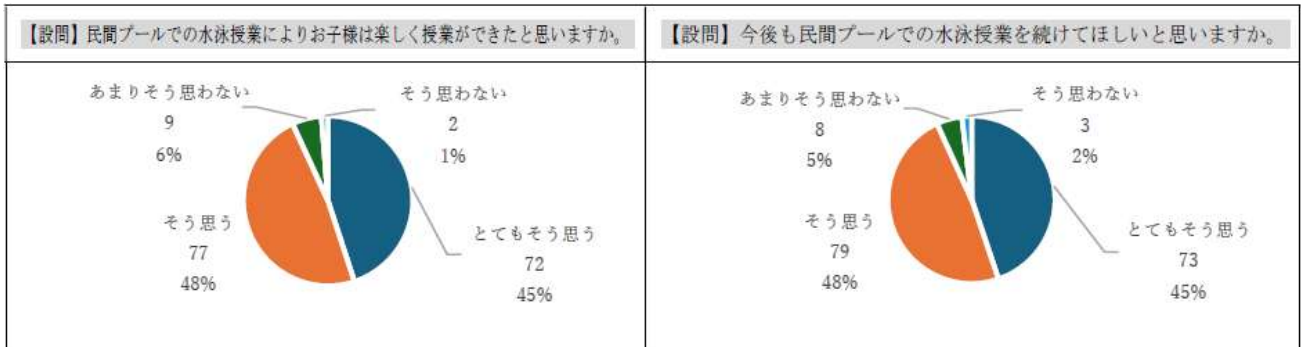 【設問】民間プールでの水泳授業によりお子様は楽しく授業ができたと思いますか。
あまりそう思わない
9
6%
そう思わない
2
1%
そう思う
77
48%
とてもそう思う
72
45%
【設問】今後も民間プールでの水泳授業を続けてほしいと思いますか。
あまりそう思わない
8
5%
そう思わない
3
2%
そう思う
79
48%
とてもそう思う
73
45%